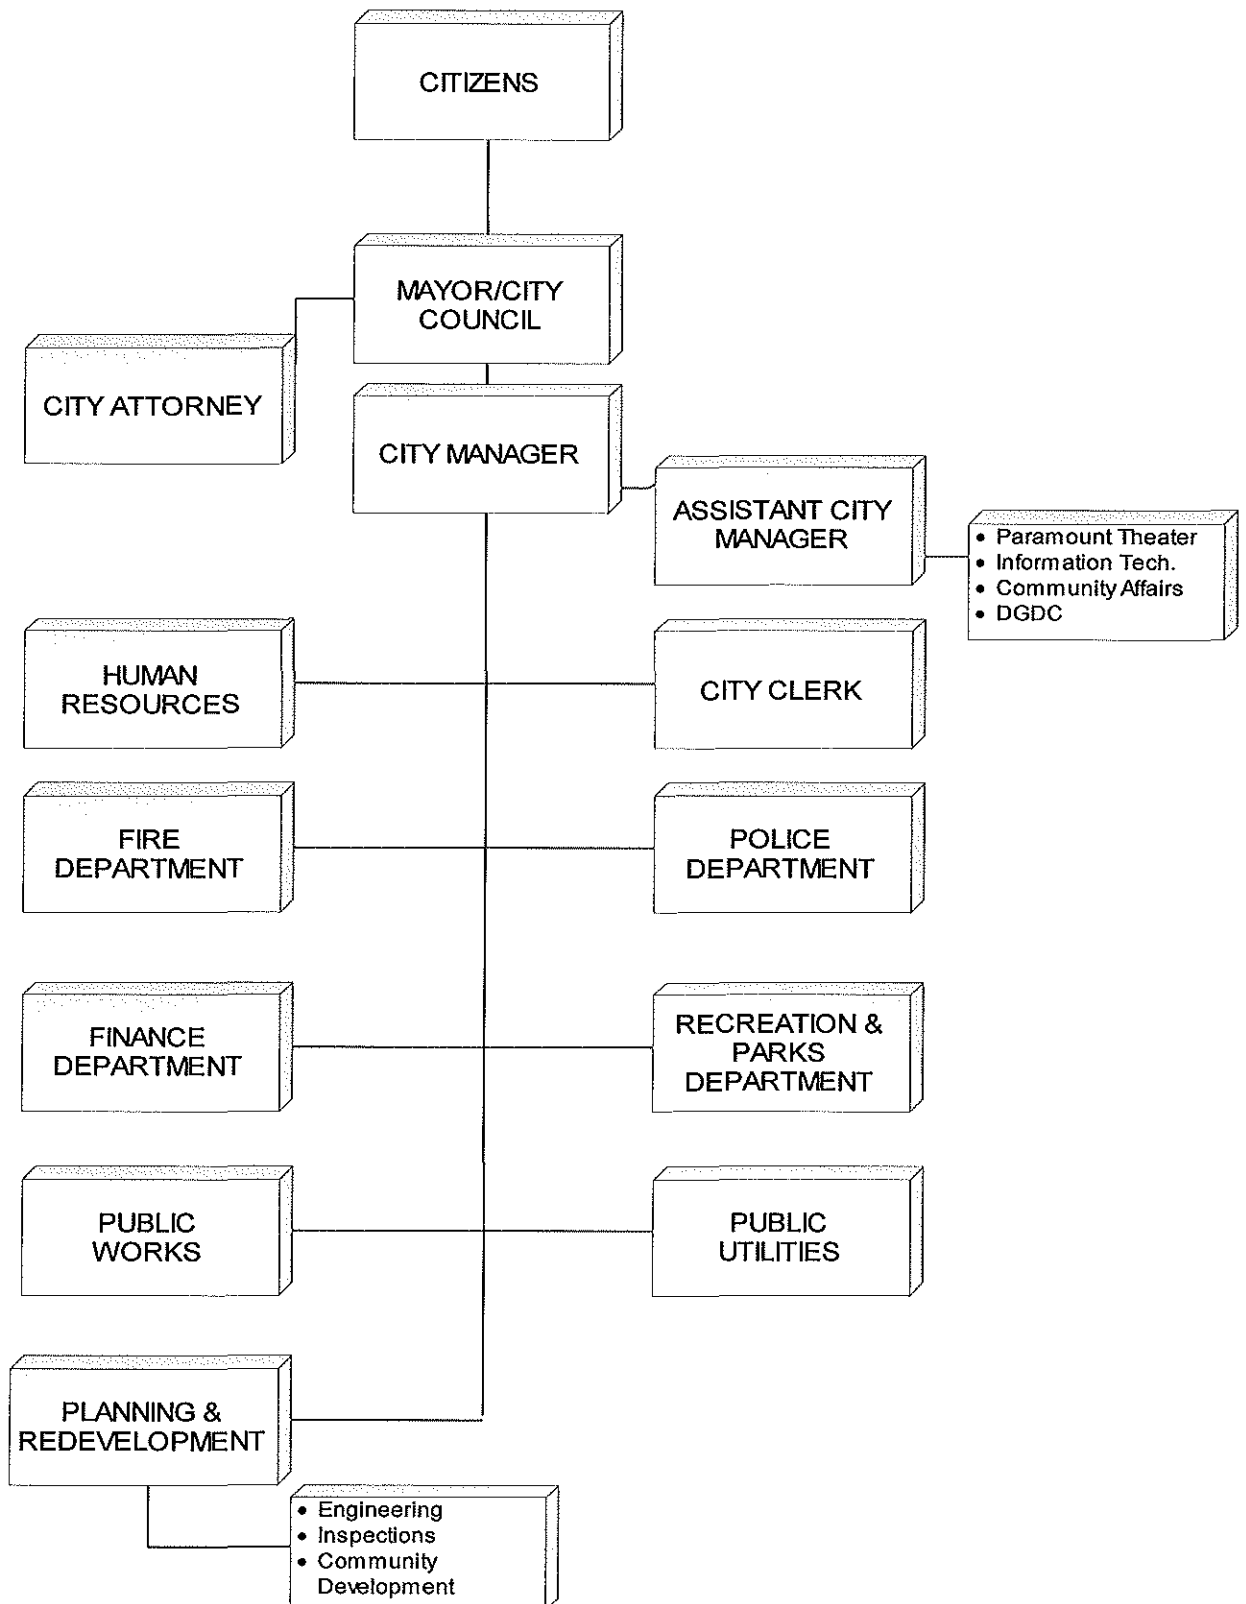 CITIZENS
MAYOR/CITY
COUNCIL
CITY ATTORNEY
CITY MANAGER
ASSISTANT CITY
MANAGER
• Paramount Theater
• Information Tech.
• Community Affairs
• DGDC
HUMAN
RESOURCES
CITY CLERK
FIRE
DEPARTMENT
POLICE
DEPARTMENT
FINANCE
DEPARTMENT
RECREATION &
PARKS
DEPARTMENT
PUBLIC
WORKS
PUBLIC
UTILITIES
PLANNING &
REDEVELOPMENT
• Engineering
• Inspections
• Community
Development